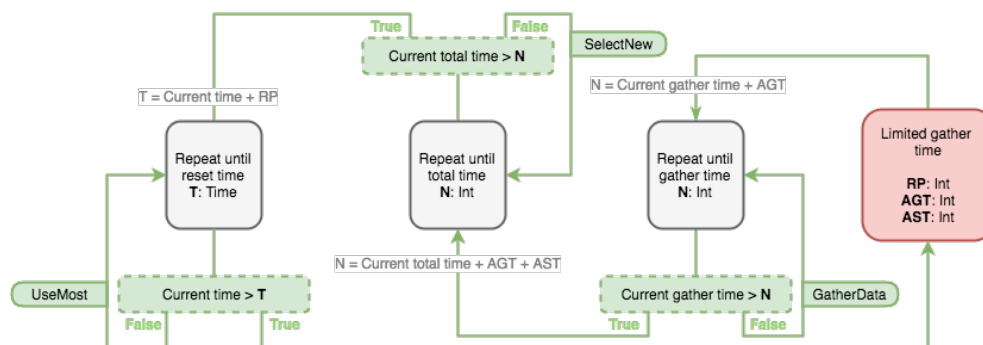 True
False
Current total time > N
SelectNew
T = Current time + RP
N = Current gather time + AGT
Repeat until
reset time
T: Time
Repeat until
total time
N: Int
Repeat until
gather time
N: Int
Limited gather
time
RP: Int
AGT: Int
AST: Int
N = Current total time + AGT + AST
UseMost
Current time > T
Current gather time > N
GatherData
False
True
True
False